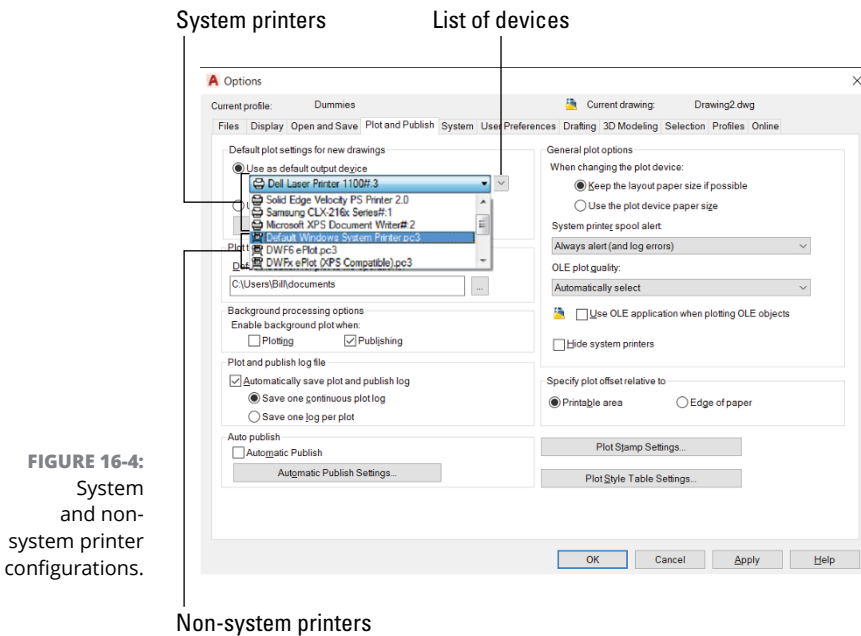 System printers
List of devices
Options
Current profile: Dummies
Current drawing: Drawing2.dwg
Files Display Open and Save Plot and Publish System User Preferences Drafting 3D Modeling Selection Profiles Online
Default plot settings for new drawings
Use as default output device
Dell Laser Printer 1100#:3
Solid Edge Velocity PS Printer 2.0
Samsung CLX-216x Series#:1
Microsoft XPS Document Writer#:2
Default Windows System Printer.pc3
DWF6 ePlot.pc3
DWFx ePlot (XPS Compatible).pc3
C:\Users\Bill\documents
...
Background processing options
Enable background plot when:
Plotting
Publishing
Plot and publish log file
Automatically save plot and publish log
Save one continuous plot log
Save one log per plot
Auto publish
Automatic Publish
Automatic Publish Settings...
General plot options
When changing the plot device:
Keep the layout paper size if possible
Use the plot device paper size
System printer spool alert:
Always alert (and log errors)
OLE plot quality:
Automatically select
Use OLE application when plotting OLE objects
Hide system printers
Specify plot offset relative to
Printable area
Edge of paper
Plot Stamp Settings...
Plot Style Table Settings...
OK Cancel Apply Help
FIGURE 16-4:
System
and non-
system printer
configurations.
Non-system printers